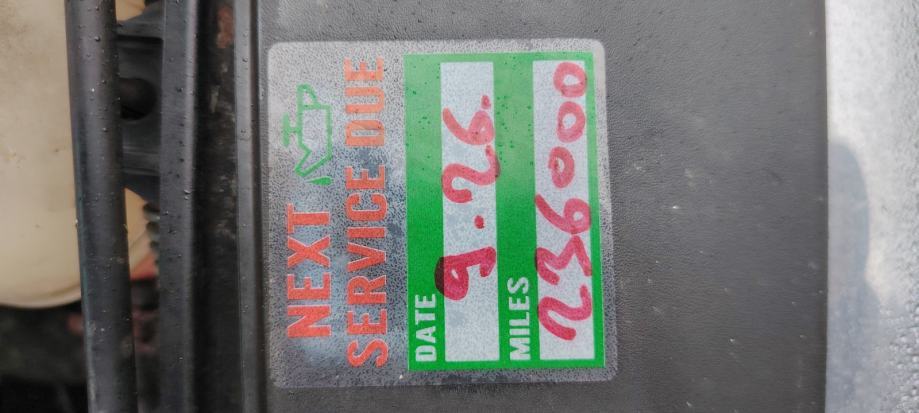 NEXT
SERVICE DUE
DATE
9.26.
MILES
236000